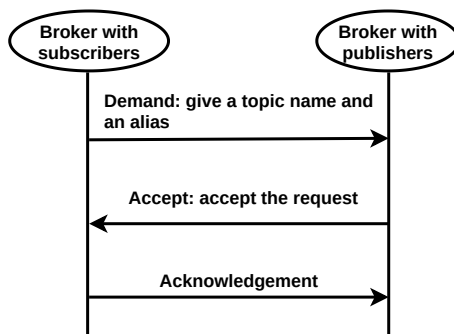 Broker with
subscribers
Broker with
publishers
Demand: give a topic name and
an alias
Accept: accept the request
Acknowledgement